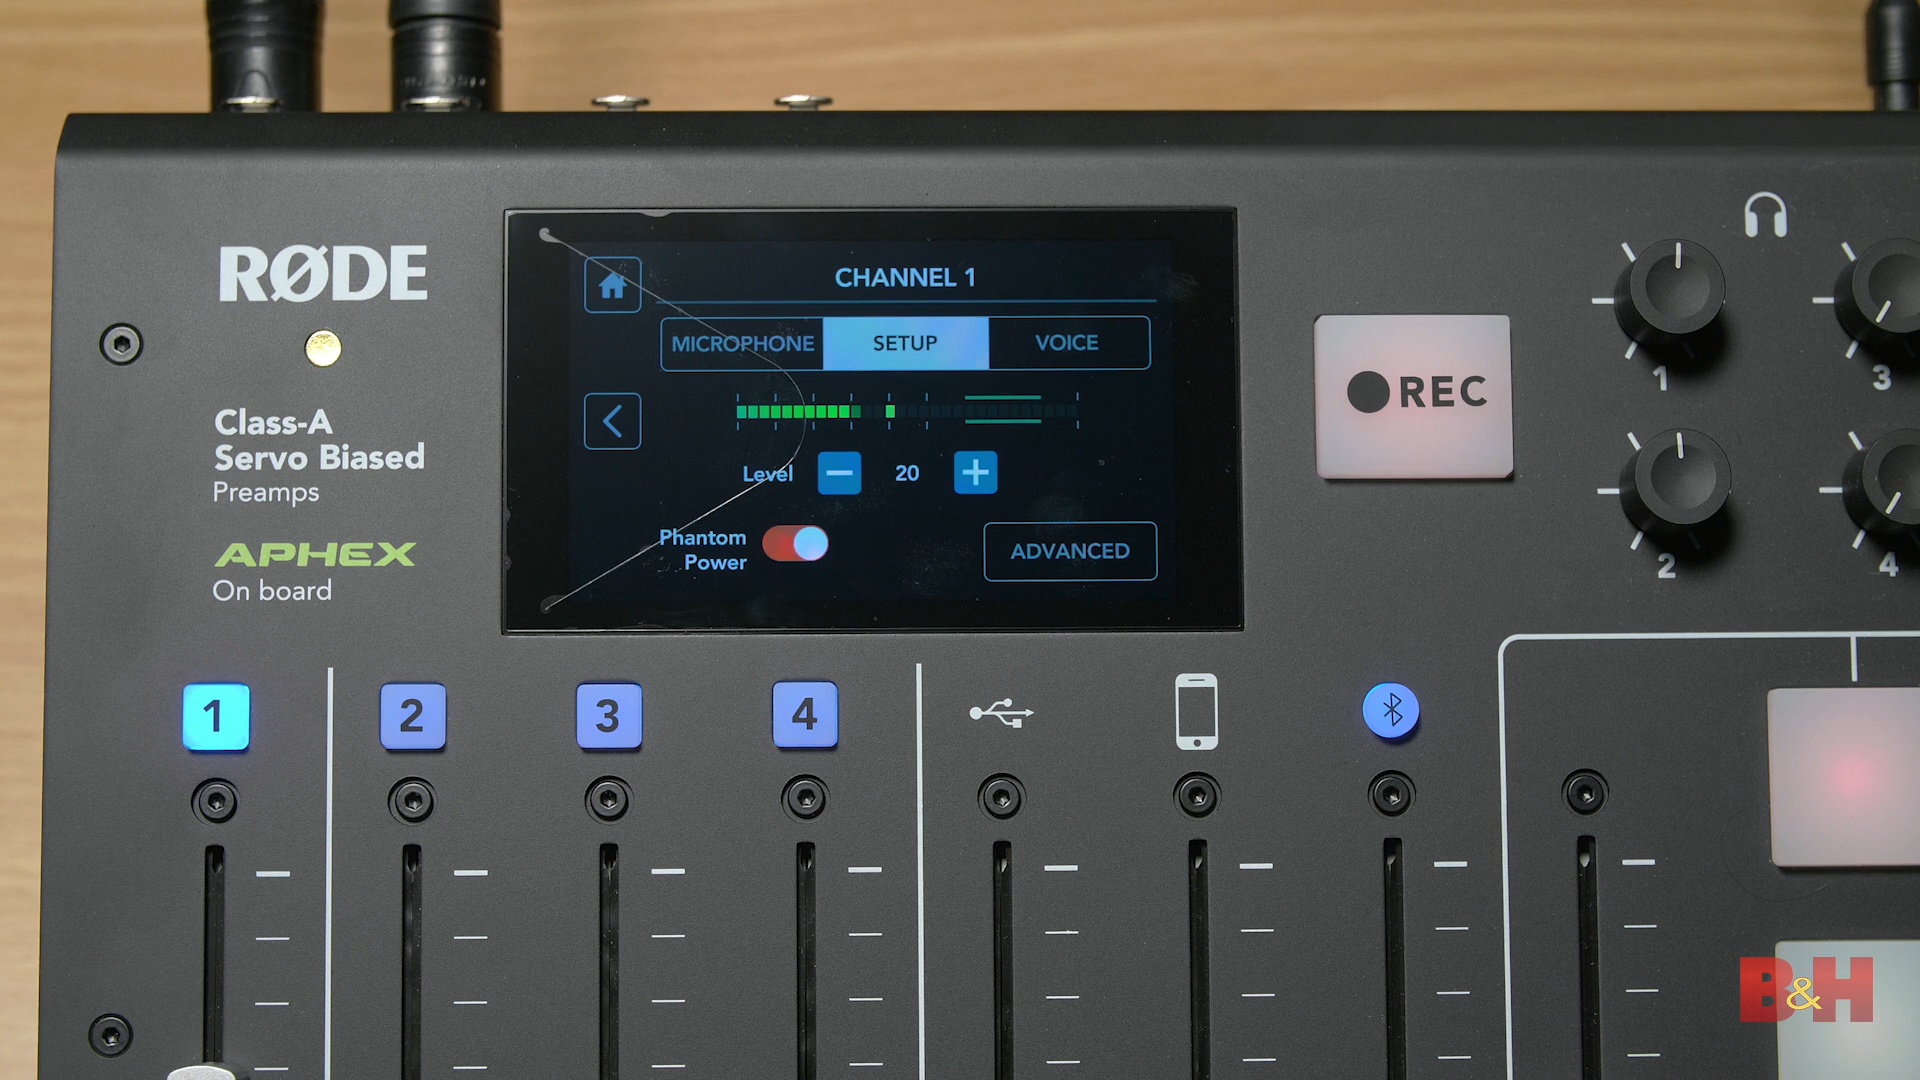 RØDE
Class-A
Servo Biased
Preamps
APHEX
On board
CHANNEL 1
MICROPHONE SETUP VOICE
Level 20
Phantom
Power
ADVANCED
REC
1
3
2
4
1 2 3 4
B&H